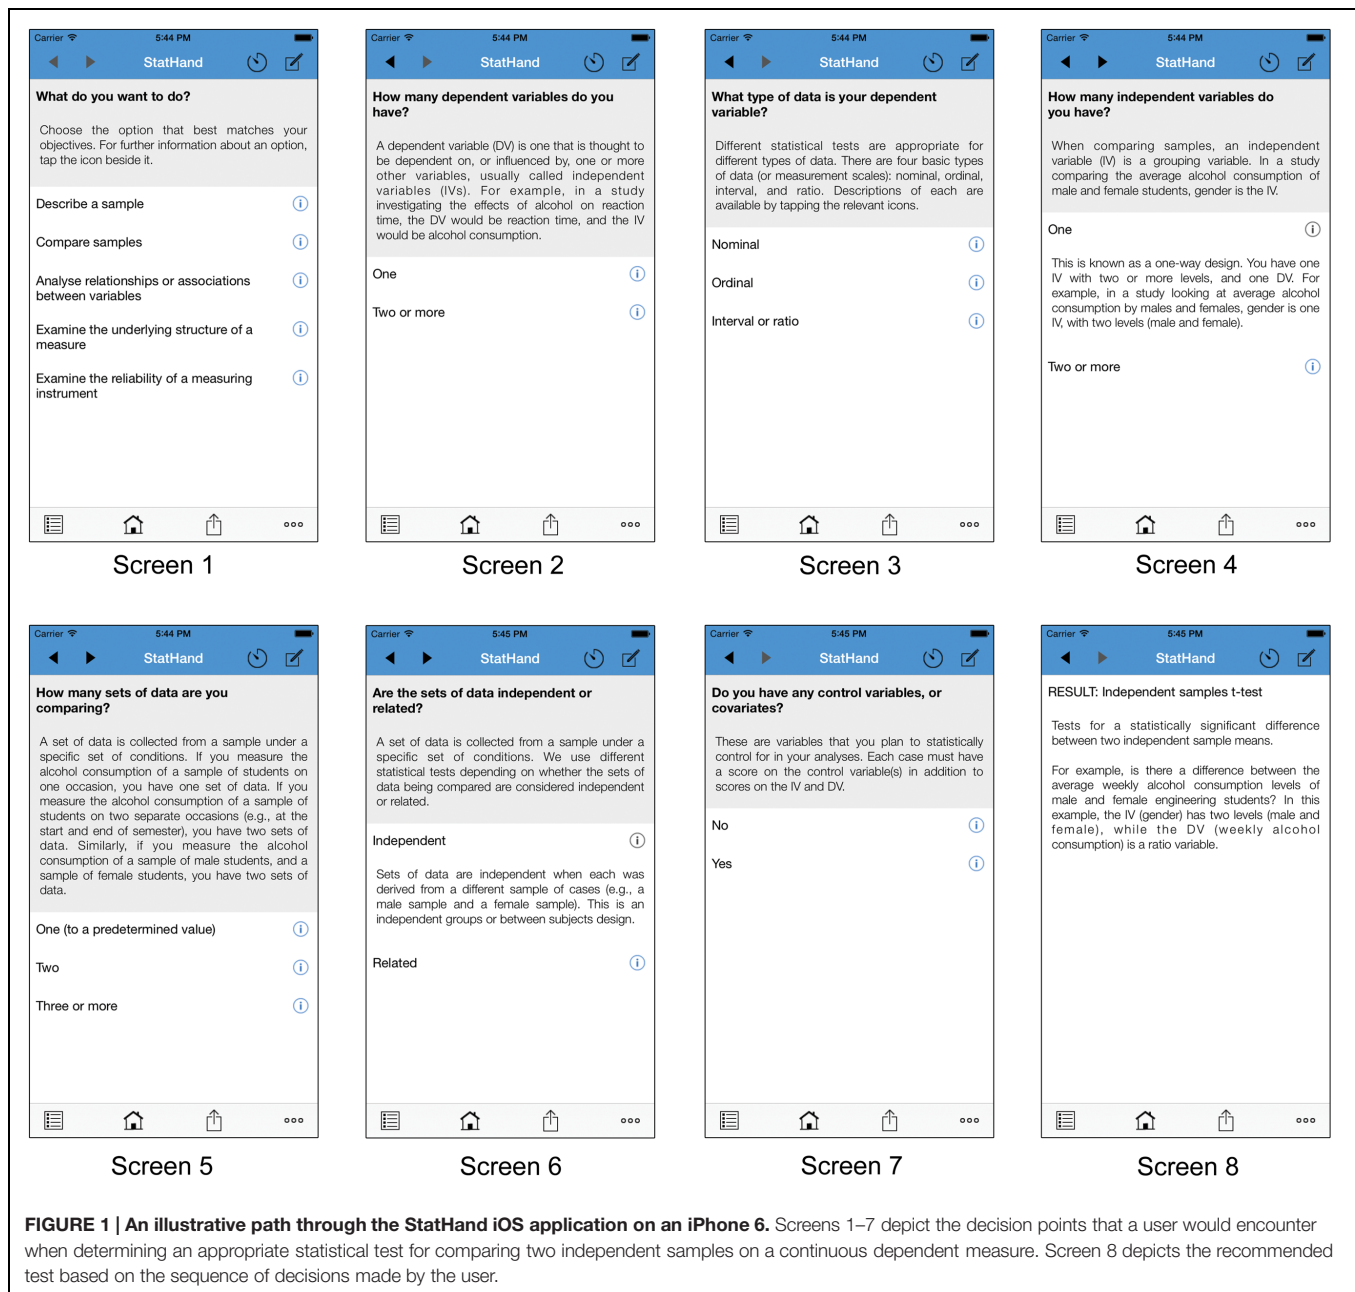 Carrier 5:44 PM
StatHand
What do you want to do?
Choose the option that best matches your
objectives. For further information about an option,
tap the icon beside it.
Describe a sample
Compare samples
Analyse relationships or associations
between variables
Examine the underlying structure of a
measure
Examine the reliability of a measuring
instrument
Screen 1
Carrier 5:44 PM
StatHand
How many dependent variables do you
have?
A dependent variable (DV) is one that is thought to
be dependent on, or influenced by, one or more
other variables, usually called independent
variables (IVs). For example, in a study
investigating the effects of alcohol on reaction
time, the DV would be reaction time, and the IV
would be alcohol consumption.
One
Two or more
Screen 2
Carrier 5:44 PM
StatHand
What type of data is your dependent
variable?
Different statistical tests are appropriate for
different types of data. There are four basic types
of data (or measurement scales): nominal, ordinal,
interval, and ratio. Descriptions of each are
available by tapping the relevant icons.
Nominal
Ordinal
Interval or ratio
Screen 3
Carrier 5:44 PM
StatHand
How many independent variables do
you have?
When comparing samples, an independent
variable (IV) is a grouping variable. In a study
comparing the average alcohol consumption of
male and female students, gender is the IV.
One
This is known as a one-way design. You have one
IV with two or more levels, and one DV. For
example, in a study looking at average alcohol
consumption by males and females, gender is one
IV, with two levels (male and female).
Two or more
Screen 4
Carrier 5:44 PM
StatHand
How many sets of data are you
comparing?
A set of data is collected from a sample under a
specific set of conditions. If you measure the
alcohol consumption of a sample of students on
one occasion, you have one set of data. If you
measure the alcohol consumption of a sample of
students on two separate occasions (e.g., at the
start and end of semester), you have two sets of
data. Similarly, if you measure the alcohol
consumption of a sample of male students, and a
sample of female students, you have two sets of
data.
One (to a predetermined value)
Two
Three or more
Screen 5
Carrier 5:45 PM
StatHand
Are the sets of data independent or
related?
A set of data is collected from a sample under a
specific set of conditions. We use different
statistical tests depending on whether the sets of
data being compared are considered independent
or related.
Independent
Sets of data are independent when each was
derived from a different sample of cases (e.g., a
male sample and a female sample). This is an
independent groups or between subjects design.
Related
Screen 6
Carrier 5:45 PM
StatHand
Do you have any control variables, or
covariates?
These are variables that you plan to statistically
control for in your analyses. Each case must have
a score on the control variable(s) in addition to
scores on the IV and DV.
No
Yes
Screen 7
Carrier 5:45 PM
StatHand
RESULT: Independent samples t-test
Tests for a statistically significant difference
between two independent sample means.
For example, is there a difference between the
average weekly alcohol consumption levels of
male and female engineering students? In this
example, the IV (gender) has two levels (male and
female), while the DV (weekly alcohol
consumption) is a ratio variable.
Screen 8
FIGURE 1 | An illustrative path through the StatHand iOS application on an iPhone 6. Screens 1–7 depict the decision points that a user would encounter
when determining an appropriate statistical test for comparing two independent samples on a continuous dependent measure. Screen 8 depicts the recommended
test based on the sequence of decisions made by the user.